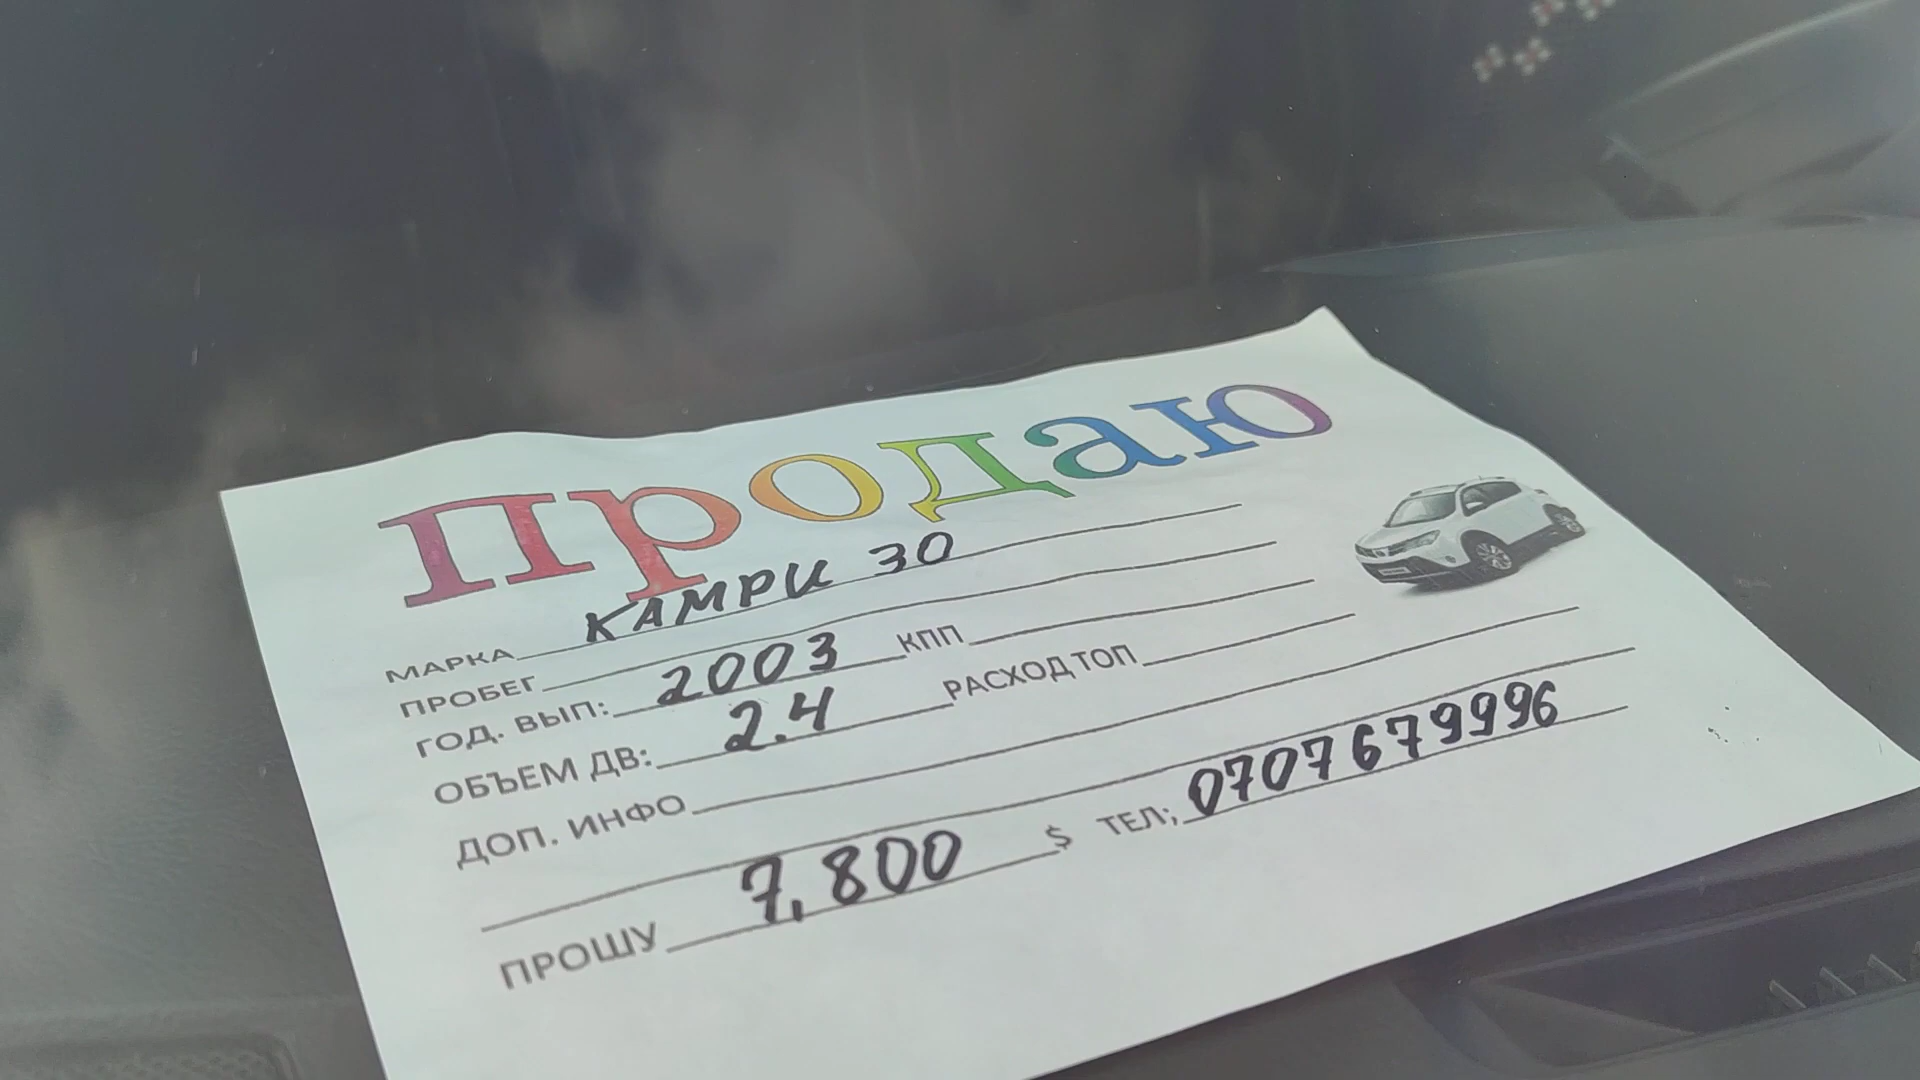 Продаю
МАРКА КАМРИ 30
ПРОБЕГ
ГОД. ВЫП: 2003 КПП
ОБЪЕМ ДВ: 2.4 РАСХОД ТОП
ДОП. ИНФО
ПРОШУ 7,800 $ ТЕЛ; 0707679996